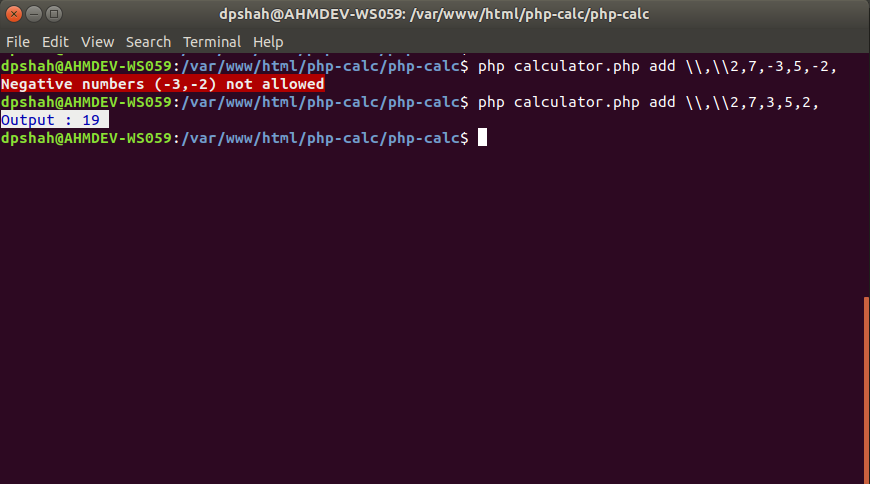 dpshah@AHMDEV-WS059: /var/www/html/php-calc/php-calc
File Edit View Search Terminal Help
dpshah@AHMDEV-WS059:/var/www/html/php-calc/php-calc$ php calculator.php add \\,\\2,7,-3,5,-2,
Negative numbers (-3,-2) not allowed
dpshah@AHMDEV-WS059:/var/www/html/php-calc/php-calc$ php calculator.php add \\,\\2,7,3,5,2,
Output : 19
dpshah@AHMDEV-WS059:/var/www/html/php-calc/php-calc$